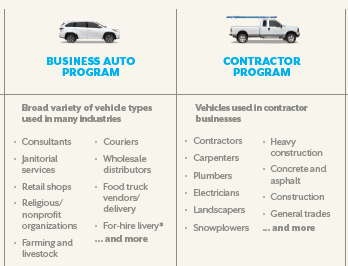 BUSINESS AUTO
PROGRAM
Broad variety of vehicle types
used in many industries
· Consultants
· Janitorial
services
· Retail shops
· Religious/
nonprofit
organizations
· Farming and
livestock
· Couriers
· Wholesale
distributors
· Food truck
vendors/
delivery
· For-hire livery*
... and more
CONTRACTOR
PROGRAM
Vehicles used in contractor
businesses
· Contractors
· Carpenters
· Plumbers
· Electricians
· Landscapers
· Snowplowers
· Heavy
construction
· Concrete and
asphalt
· Construction
· General trades
... and more